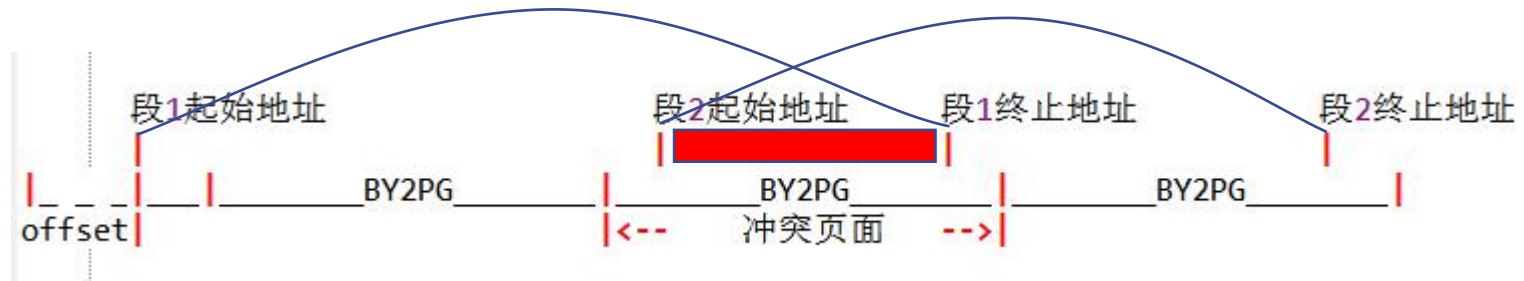 段1起始地址 段2起始地址 段1终止地址 段2终止地址
BY2PG BY2PG BY2PG
offset <-- 冲突页面 -->